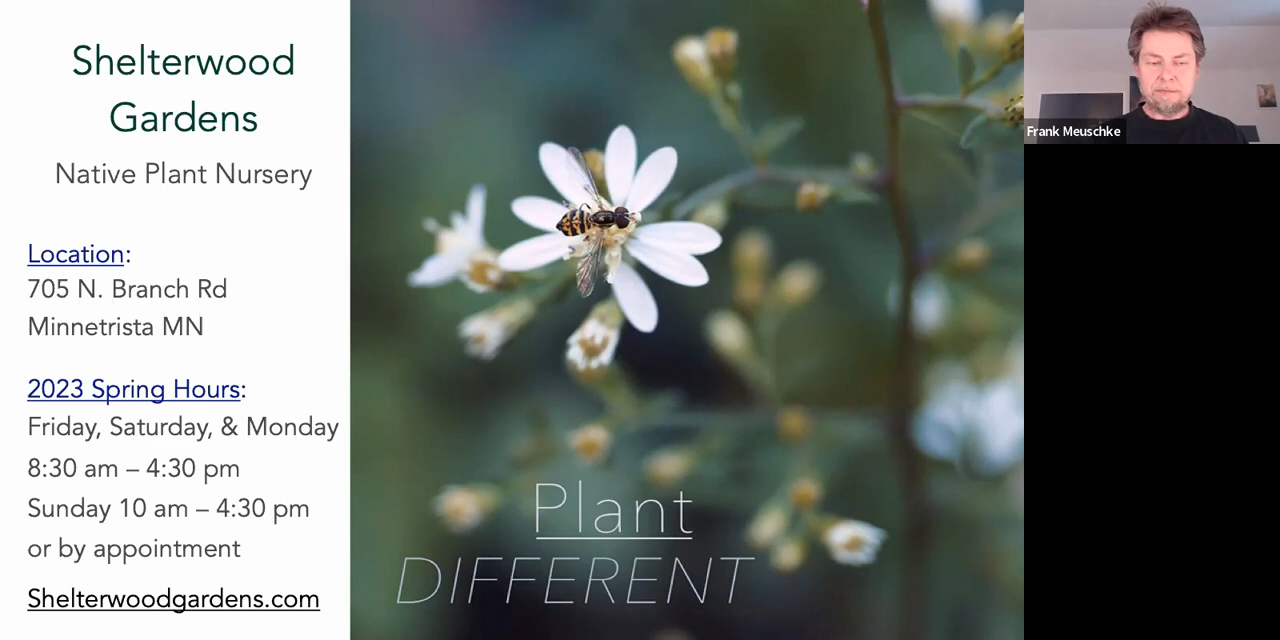 Shelterwood
Gardens
Native Plant Nursery
Location:
705 N. Branch Rd
Minnetrista MN
2023 Spring Hours:
Friday, Saturday, & Monday
8:30 am – 4:30 pm
Sunday 10 am – 4:30 pm
or by appointment
Shelterwoodgardens.com
Plant
DIFFERENT
Frank Meuschke